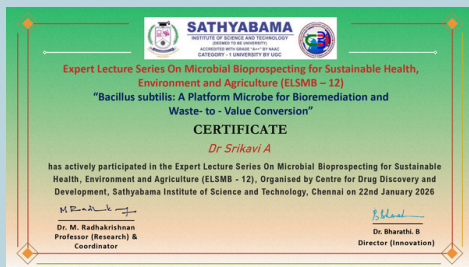 SATHYABAMA
INSTITUTE OF SCIENCE AND TECHNOLOGY
(DEEMED TO BE UNIVERSITY)
ACCREDITED WITH GRADE "A++" BY NAAC
CATEGORY - 1 UNIVERSITY BY UGC
Expert Lecture Series On Microbial Bioprospecting for Sustainable Health,
Environment and Agriculture (ELSMB – 12)
"Bacillus subtilis: A Platform Microbe for Bioremediation and
Waste- to - Value Conversion"
CERTIFICATE
Dr Srikavi A
has actively participated in the Expert Lecture Series On Microbial Bioprospecting for Sustainable
Health, Environment and Agriculture (ELSMB - 12), Organised by Centre for Drug Discovery and
Development, Sathyabama Institute of Science and Technology, Chennai on 22nd January 2026
Dr. M. Radhakrishnan
Professor (Research) &
Coordinator
Dr. Bharathi. B
Director (Innovation)